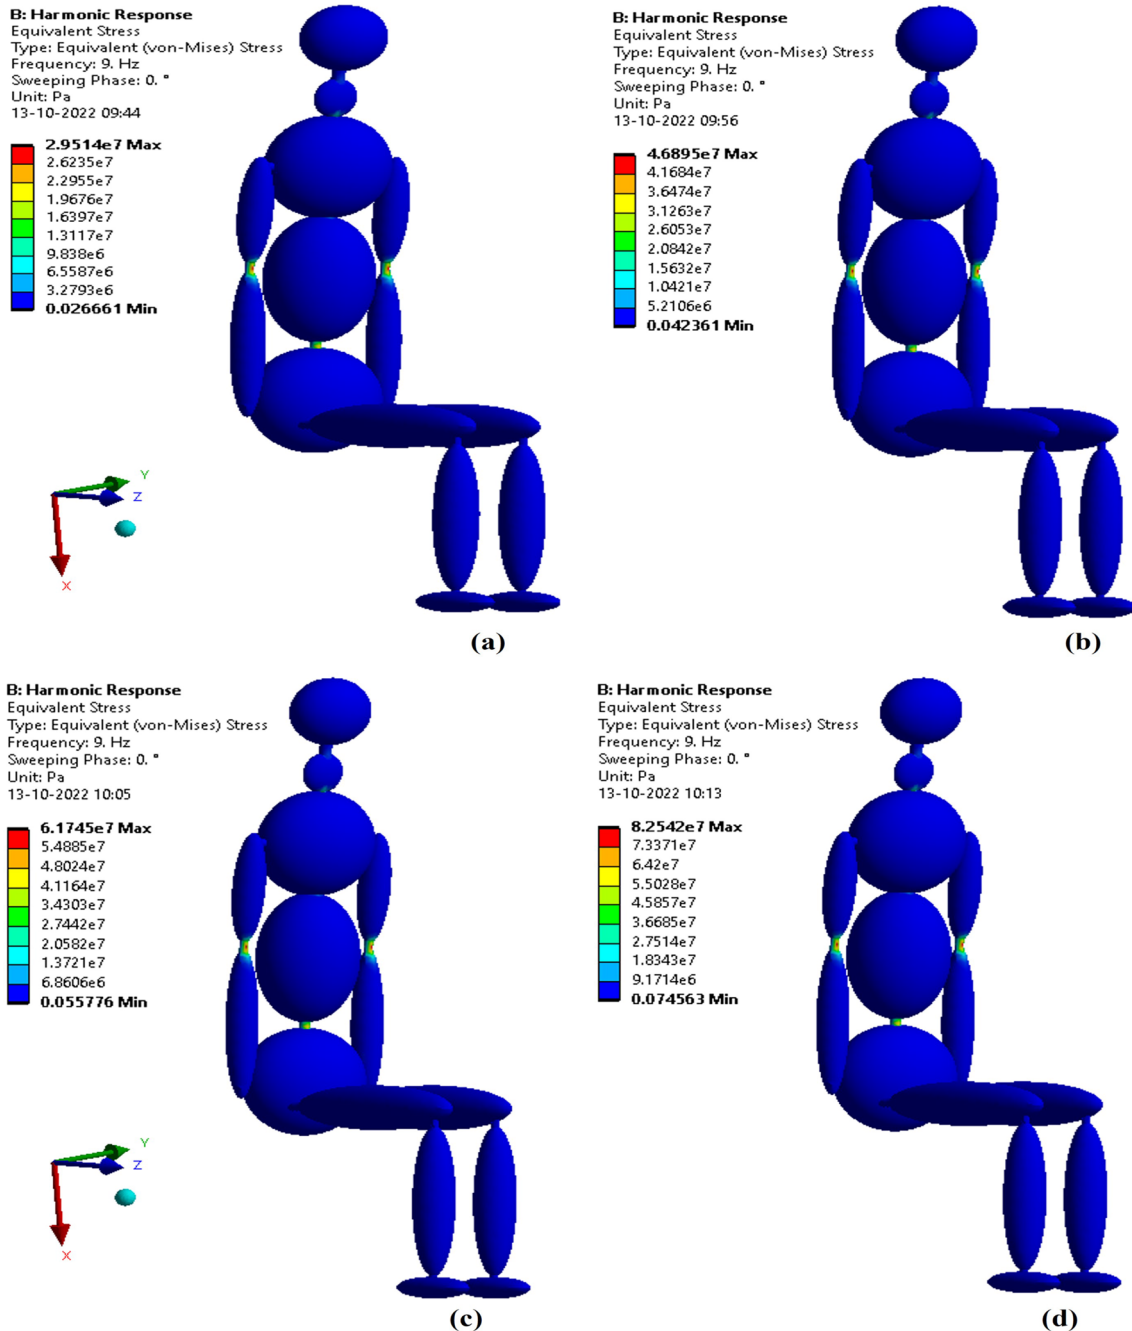 B: Harmonic Response
Equivalent Stress
Type: Equivalent (von-Mises) Stress
Frequency: 9. Hz
Sweeping Phase: 0. °
Unit: Pa
13-10-2022 09:44
2.9514e7 Max
2.6235e7
2.2955e7
1.9676e7
1.6397e7
1.3117e7
9.838e6
6.5587e6
3.2793e6
0.026661 Min
Y
Z
X
(a)
B: Harmonic Response
Equivalent Stress
Type: Equivalent (von-Mises) Stress
Frequency: 9. Hz
Sweeping Phase: 0. °
Unit: Pa
13-10-2022 09:56
4.6895e7 Max
4.1684e7
3.6474e7
3.1263e7
2.6053e7
2.0842e7
1.5632e7
1.0421e7
5.2106e6
0.042361 Min
(b)
B: Harmonic Response
Equivalent Stress
Type: Equivalent (von-Mises) Stress
Frequency: 9. Hz
Sweeping Phase: 0. °
Unit: Pa
13-10-2022 10:05
6.1745e7 Max
5.4885e7
4.8024e7
4.1164e7
3.4303e7
2.7442e7
2.0582e7
1.3721e7
6.8606e6
0.055776 Min
Y
Z
X
(c)
B: Harmonic Response
Equivalent Stress
Type: Equivalent (von-Mises) Stress
Frequency: 9. Hz
Sweeping Phase: 0. °
Unit: Pa
13-10-2022 10:13
8.2542e7 Max
7.3371e7
6.42e7
5.5028e7
4.5857e7
3.6685e7
2.7514e7
1.8343e7
9.1714e6
0.074563 Min
(d)